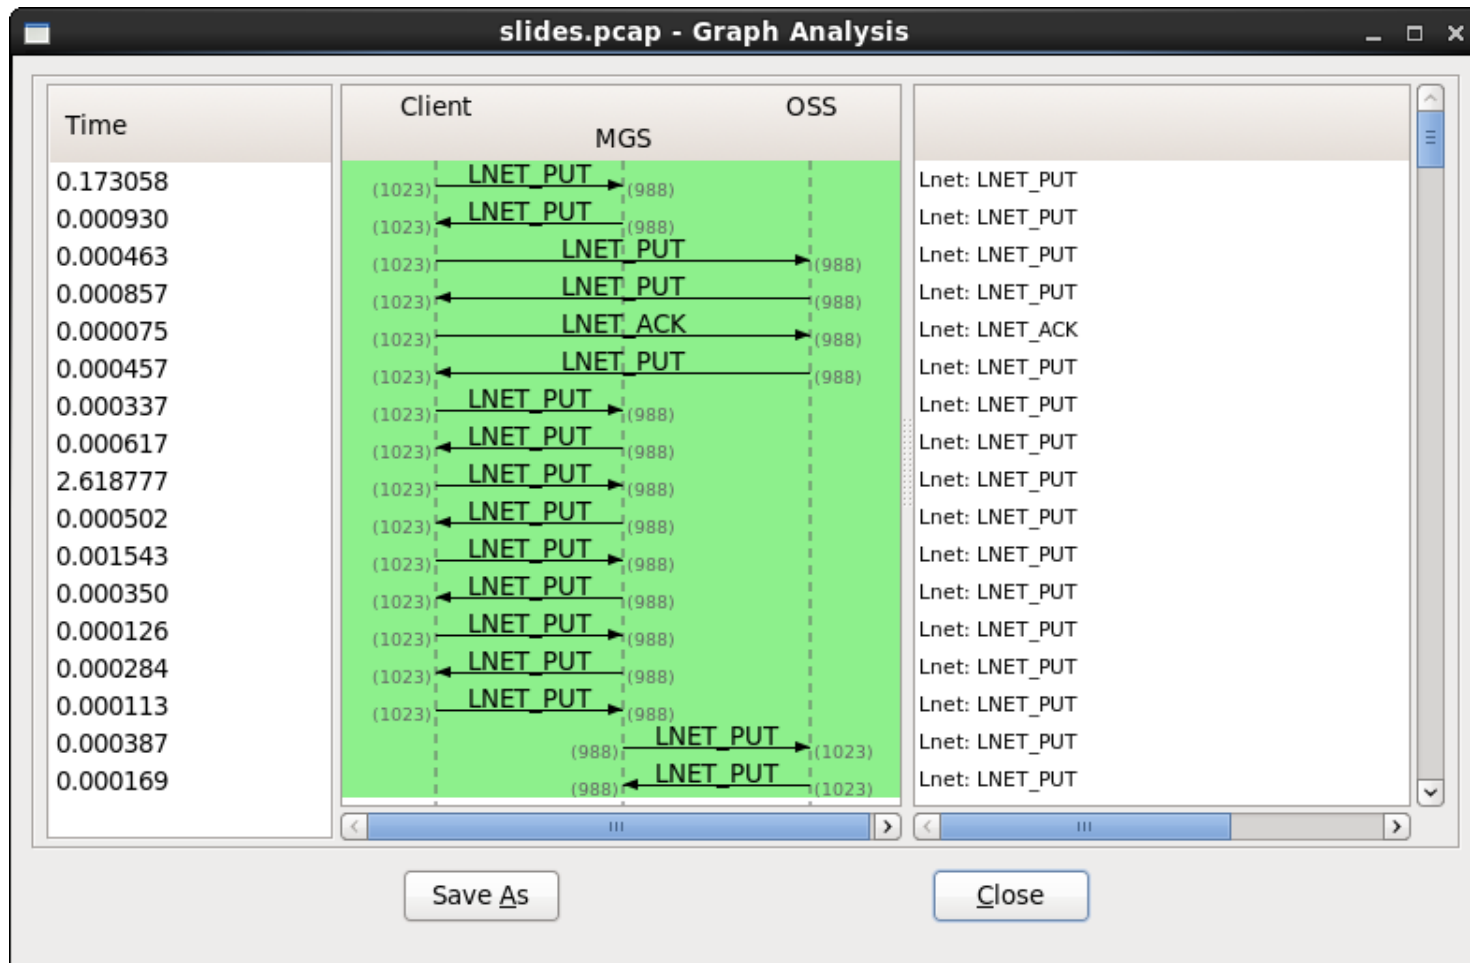 slides.pcap - Graph Analysis
Time
Client OSS
MGS
0.173058 (1023) LNET_PUT (988) Lnet: LNET_PUT
0.000930 (1023) LNET_PUT (988) Lnet: LNET_PUT
0.000463 (1023) LNET_PUT (988) Lnet: LNET_PUT
0.000857 (1023) LNET_PUT (988) Lnet: LNET_PUT
0.000075 (1023) LNET_ACK (988) Lnet: LNET_ACK
0.000457 (1023) LNET_PUT (988) Lnet: LNET_PUT
0.000337 (1023) LNET_PUT (988) Lnet: LNET_PUT
0.000617 (1023) LNET_PUT (988) Lnet: LNET_PUT
2.618777 (1023) LNET_PUT (988) Lnet: LNET_PUT
0.000502 (1023) LNET_PUT (988) Lnet: LNET_PUT
0.001543 (1023) LNET_PUT (988) Lnet: LNET_PUT
0.000350 (1023) LNET_PUT (988) Lnet: LNET_PUT
0.000126 (1023) LNET_PUT (988) Lnet: LNET_PUT
0.000284 (1023) LNET_PUT (988) Lnet: LNET_PUT
0.000113 (1023) LNET_PUT (988) Lnet: LNET_PUT
0.000387 (988) LNET_PUT (1023) Lnet: LNET_PUT
0.000169 (988) LNET_PUT (1023) Lnet: LNET_PUT
Save As Close